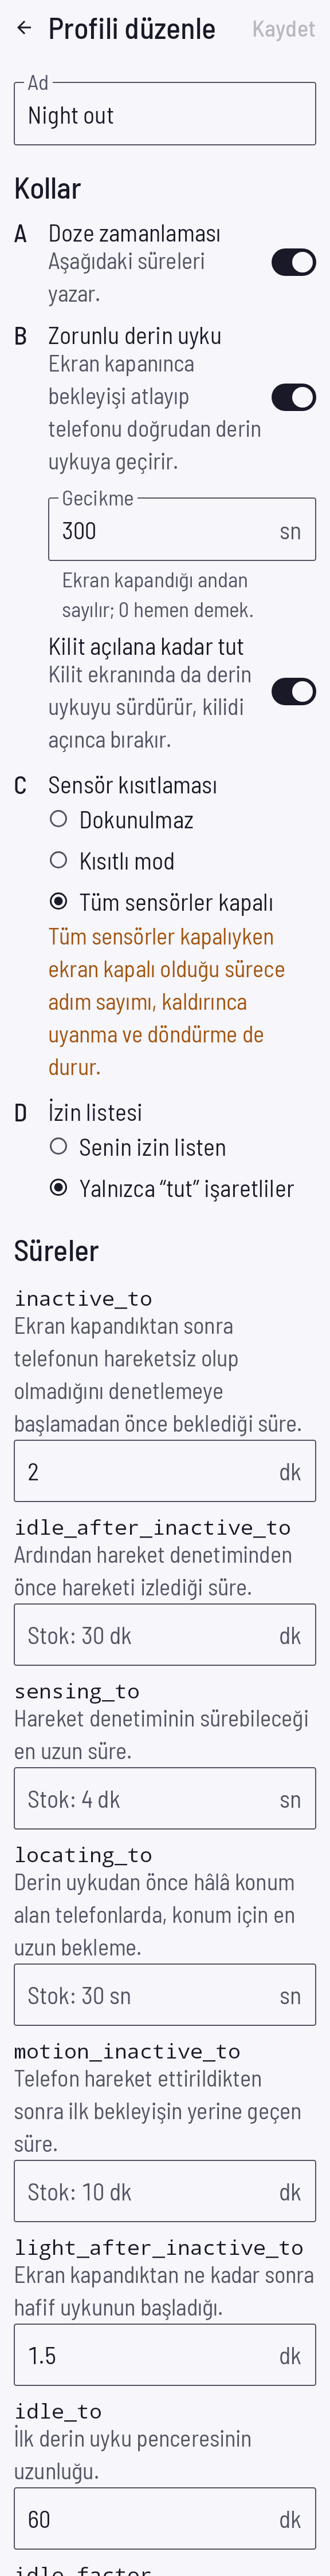 Profili düzenle
Kaydet
Ad
Night out
Kollar
A
Doze zamanlaması
Aşağıdaki süreleri
yazar.
B
Zorunlu derin uyku
Ekran kapanınca
bekleyişi atlayıp
telefonu doğrudan derin
uykuya geçirir.
Gecikme
300 sn
Ekran kapandığı andan
sayılır; 0 hemen demek.
Kilit açılana kadar tut
Kilit ekranında da derin
uykuyu sürdürür, kilidi
açınca bırakır.
C
Sensör kısıtlaması
Dokunulmaz
Kısıtlı mod
Tüm sensörler kapalı
Tüm sensörler kapalıyken
ekran kapalı olduğu sürece
adım sayımı, kaldırınca
uyanma ve döndürme de
durur.
D
İzin listesi
Senin izin listen
Yalnızca “tut” işaretliler
Süreler
inactive_to
Ekran kapandıktan sonra
telefonun hareketsiz olup
olmadığını denetlemeye
başlamadan önce beklediği süre.
2 dk
idle_after_inactive_to
Ardından hareket denetiminden
önce hareketi izlediği süre.
Stok: 30 dk dk
sensing_to
Hareket denetiminin sürebileceği
en uzun süre.
Stok: 4 dk sn
locating_to
Derin uykudan önce hâlâ konum
alan telefonlarda, konum için en
uzun bekleme.
Stok: 30 sn sn
motion_inactive_to
Telefon hareket ettirildikten
sonra ilk bekleyişin yerine geçen
süre.
Stok: 10 dk dk
light_after_inactive_to
Ekran kapandıktan ne kadar sonra
hafif uykunun başladığı.
1.5 dk
idle_to
İlk derin uyku penceresinin
uzunluğu.
60 dk
idle_factor